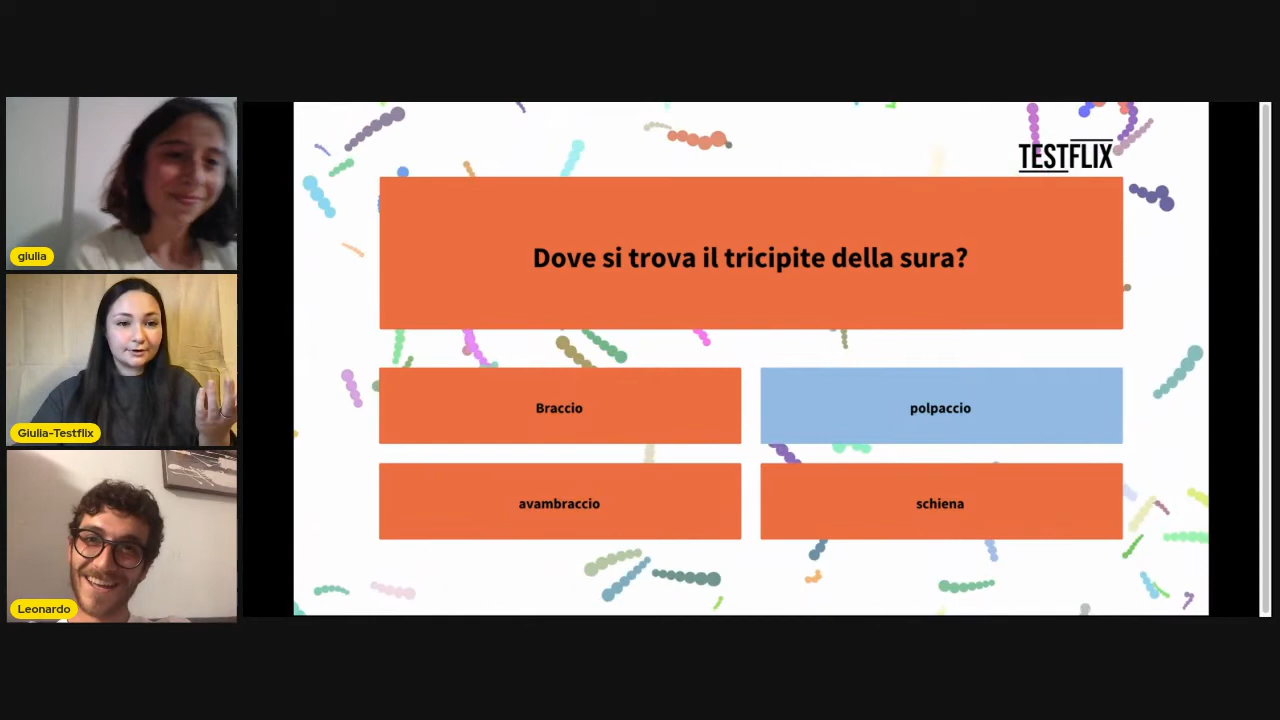 giulia
Giulia-Testflix
Leonardo
TESTFLIX
Dove si trova il tricipite della sura?
Braccio
polpaccio
avambraccio
schiena